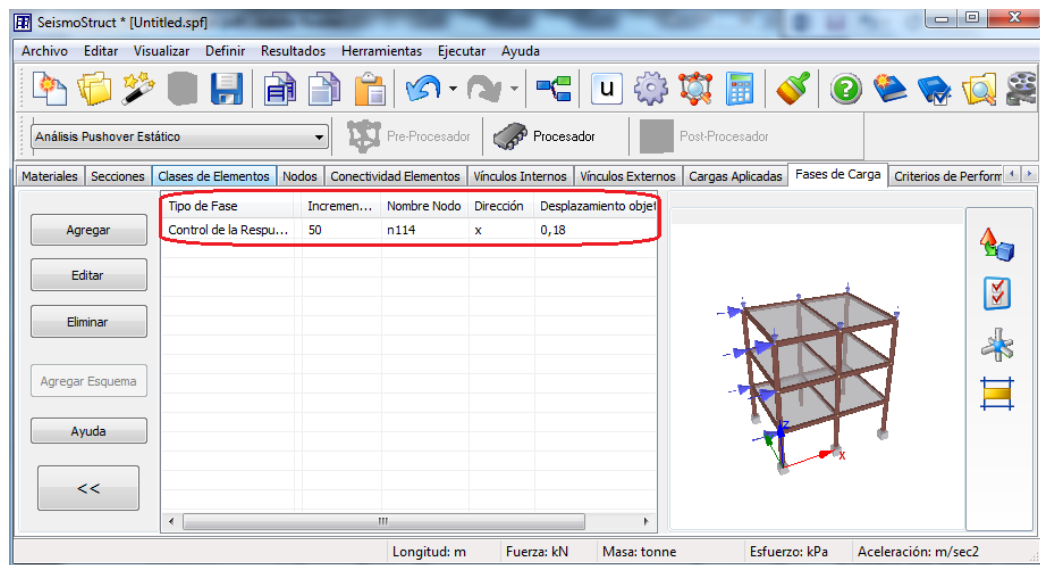 SeismoStruct * [Untitled.spf]
Archivo Editar Visualizar Definir Resultados Herramientas Ejecutar Ayuda
u
Análisis Pushover Estático Pre-Procesador Procesador Post-Procesador
Materiales Secciones Clases de Elementos Nodos Conectividad Elementos Vínculos Internos Vínculos Externos Cargas Aplicadas Fases de Carga Criterios de Perform
Tipo de Fase Incremen... Nombre Nodo Dirección Desplazamiento objet
Control de la Respu... 50 n114 x 0,18
Agregar
Editar
Eliminar
Agregar Esquema
Ayuda
<<
z
x
Longitud: m Fuerza: kN Masa: tonne Esfuerzo: kPa Aceleración: m/sec2